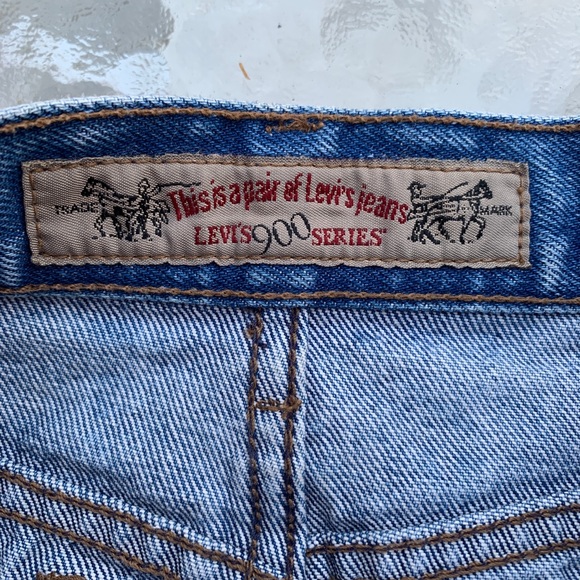 This is a pair of Levi's jeans
TRADE MARK
LEVI'S 900 SERIES"